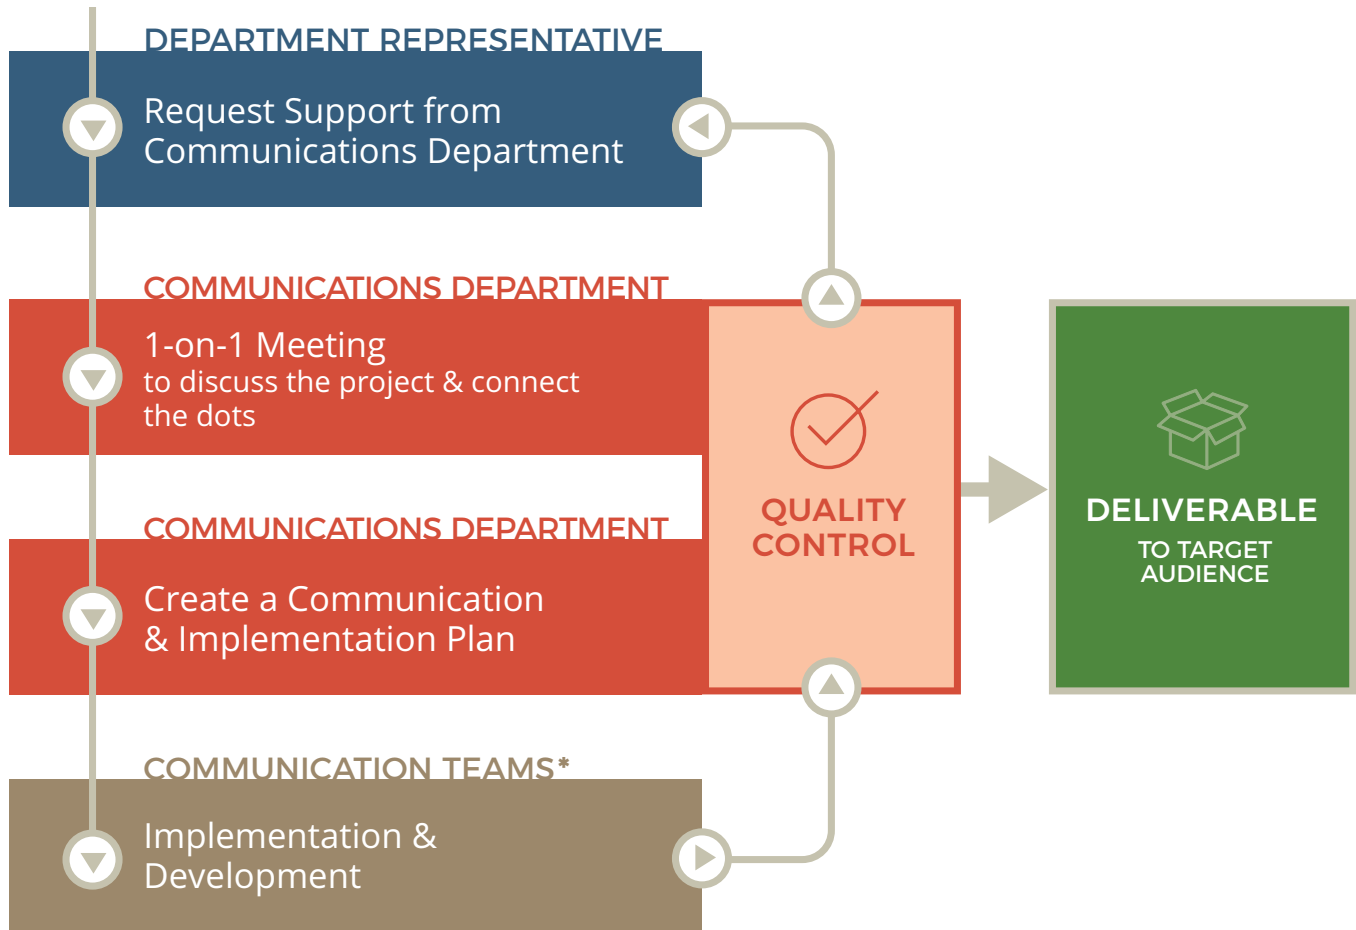 DEPARTMENT REPRESENTATIVE
Request Support from
Communications Department
COMMUNICATIONS DEPARTMENT
1-on-1 Meeting
to discuss the project & connect
the dots
COMMUNICATIONS DEPARTMENT
Create a Communication
& Implementation Plan
COMMUNICATION TEAMS*
Implementation &
Development
QUALITY
CONTROL
DELIVERABLE
TO TARGET
AUDIENCE